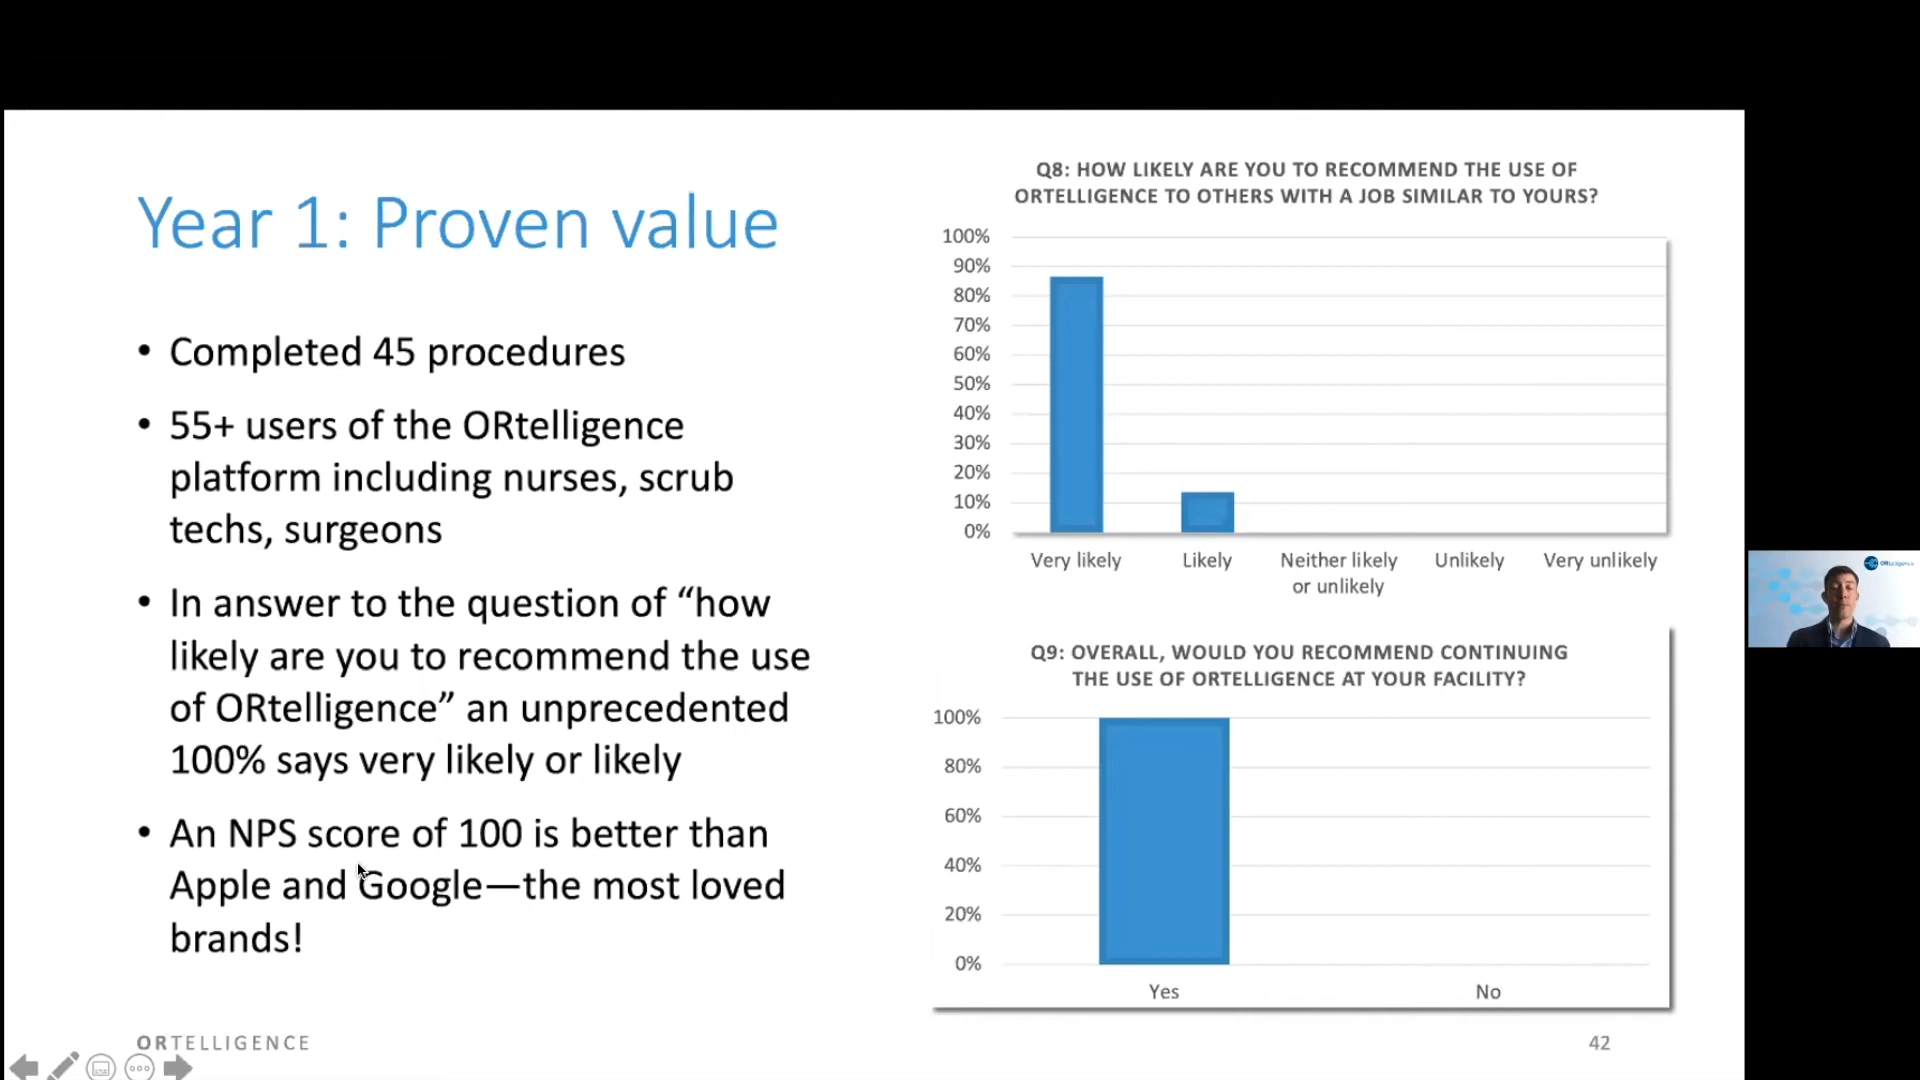 Year 1: Proven value
• Completed 45 procedures
• 55+ users of the ORtelligence
platform including nurses, scrub
techs, surgeons
• In answer to the question of “how
likely are you to recommend the use
of ORtelligence” an unprecedented
100% says very likely or likely
• An NPS score of 100 is better than
Apple and Google—the most loved
brands!
ORTELLIGENCE
Q8: HOW LIKELY ARE YOU TO RECOMMEND THE USE OF
ORTELLIGENCE TO OTHERS WITH A JOB SIMILAR TO YOURS?
100%
90%
80%
70%
60%
50%
40%
30%
20%
10%
0%
Very likely
Likely
Neither likely
or unlikely
Unlikely
Very unlikely
Q9: OVERALL, WOULD YOU RECOMMEND CONTINUING
THE USE OF ORTELLIGENCE AT YOUR FACILITY?
100%
80%
60%
40%
20%
0%
Yes
No
42
ORtelligence